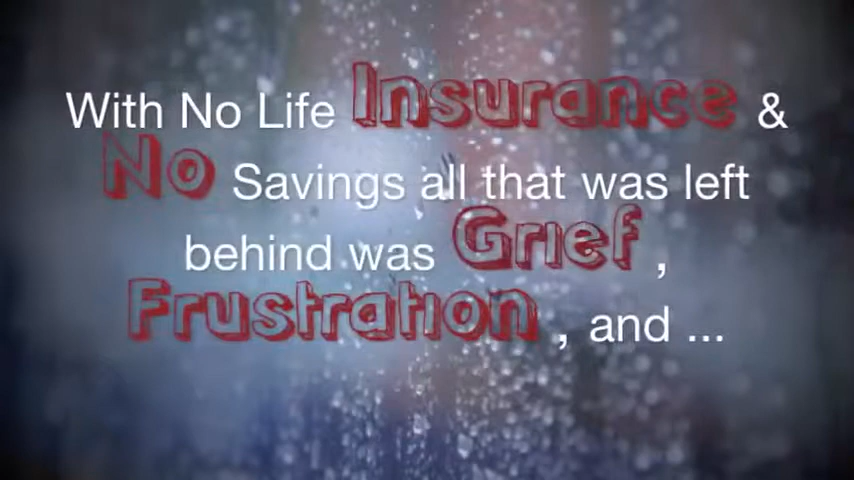 With No Life Insurance &
No Savings all that was left
behind was Grief ,
Frustration , and ...